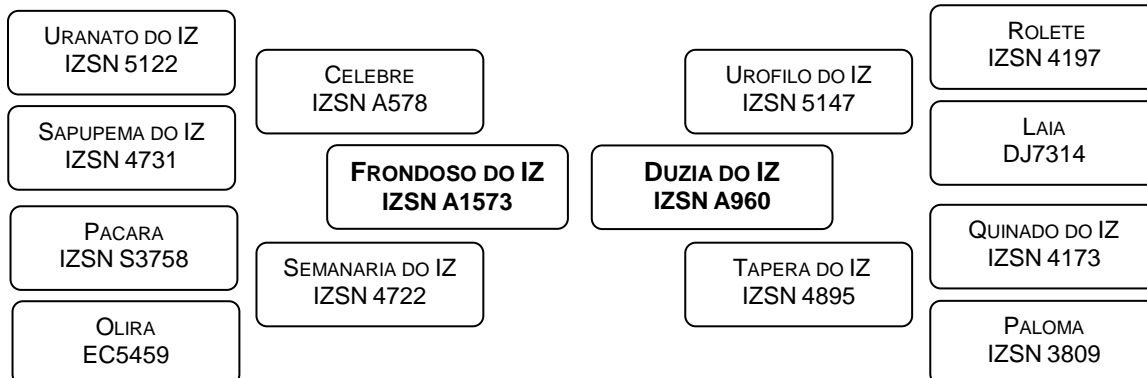 URANATO DO IZ
IZSN 5122
SAPUPEMA DO IZ
IZSN 4731
PACARA
IZSN S3758
OLIRA
EC5459
CELEBRE
IZSN A578
SEMANARIA DO IZ
IZSN 4722
FRONDOSO DO IZ
IZSN A1573
DUZIA DO IZ
IZSN A960
UROFILO DO IZ
IZSN 5147
TAPERA DO IZ
IZSN 4895
ROLETE
IZSN 4197
LAIA
DJ7314
QUINADO DO IZ
IZSN 4173
PALOMA
IZSN 3809